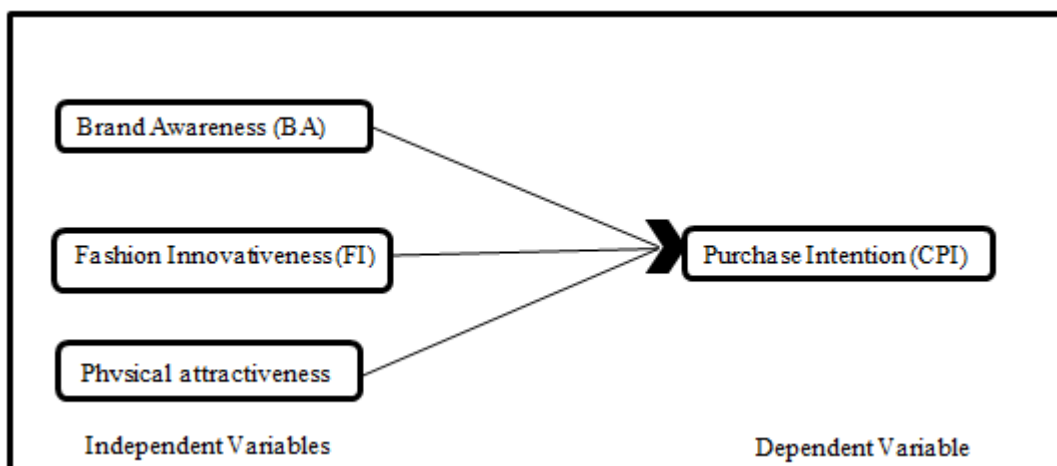 Brand Awareness (BA)
Fashion Innovativeness (FI)
Purchase Intention (CPI)
Physical attractiveness
Independent Variables
Dependent Variable